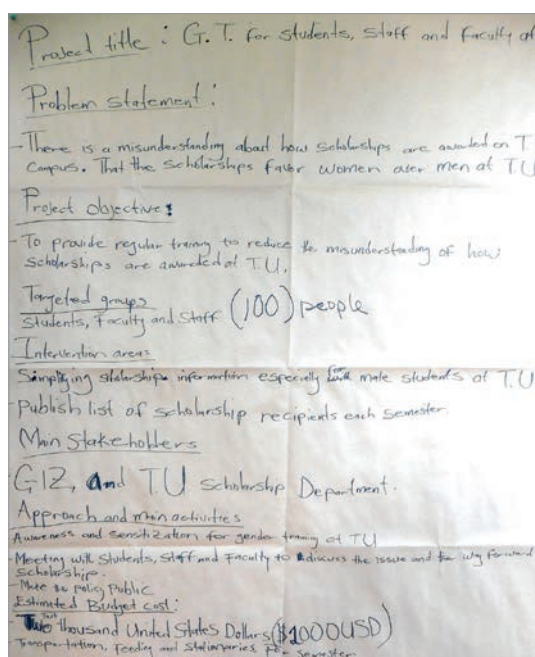 Project title : G. T. for students, staff and Faculty of
Problem statement :
- There is a misunderstanding about how scholarships are awarded on T
Campus. That the scholarships favor women over men at T.U
Project objective:
- To provide regular training to reduce the misunderstanding of how
scholarships are awarded at T.U.
Targeted groups
Students, Faculty and Staff (100) people
Intervention areas
Simplifying scholarship information especially male students at T.U
Publish list of scholarship recipients each semester.
Main Stakeholders
GIZ, and TU Scholarship Department.
Approach and main activities
Awareness and sensitization for gender training at TU
- Meeting with Students, Staff and Faculty to discuss the issue and the way forward
Scholarship.
- Make the policy public
Estimated Budget cost:
thousand United States Dollars ($1000USD)
- Transportation, feeding and stationaries per semester